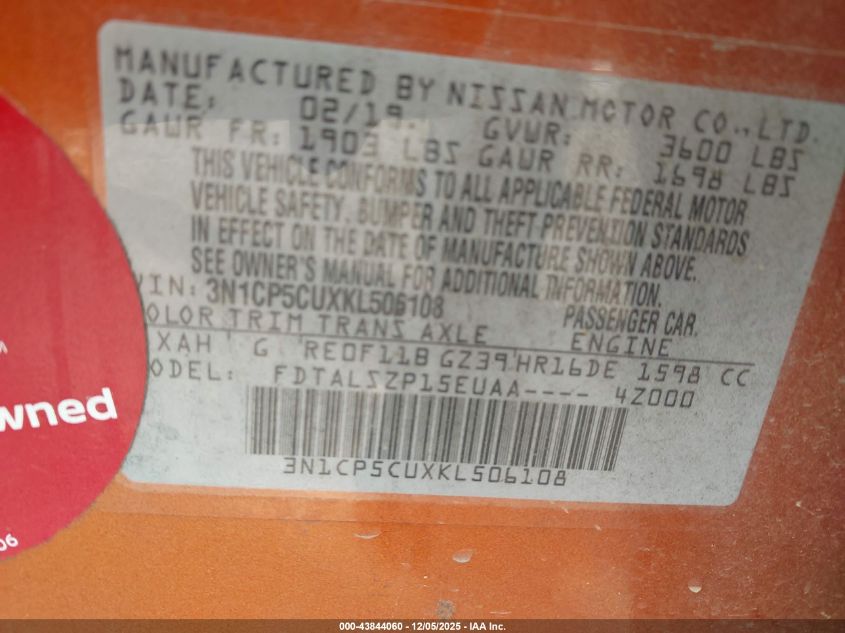 MANUFACTURED BY NISSAN MOTOR CO., LTD.
DATE: 02/19. GVWR: 3600 LBS
GAWR FR: 1903 LBS GAWR RR: 1698 LBS
THIS VEHICLE CONFORMS TO ALL APPLICABLE FEDERAL MOTOR
VEHICLE SAFETY, BUMPER AND THEFT PREVENTION STANDARDS
IN EFFECT ON THE DATE OF MANUFACTURE SHOWN ABOVE.
SEE OWNER'S MANUAL FOR ADDITIONAL INFORMATION.
VIN: 3N1CP5CUXKL506108 PASSENGER CAR.
OLOR TRIM TRANS AXLE ENGINE
XAH G RE0F11B GZ39 HR16DE 1598 CC
ODEL: FDTALSZP15EUAA---- 4Z000
3N1CP5CUXKL506108
wned
06
000-43844060 • 12/05/2025 - IAA Inc.